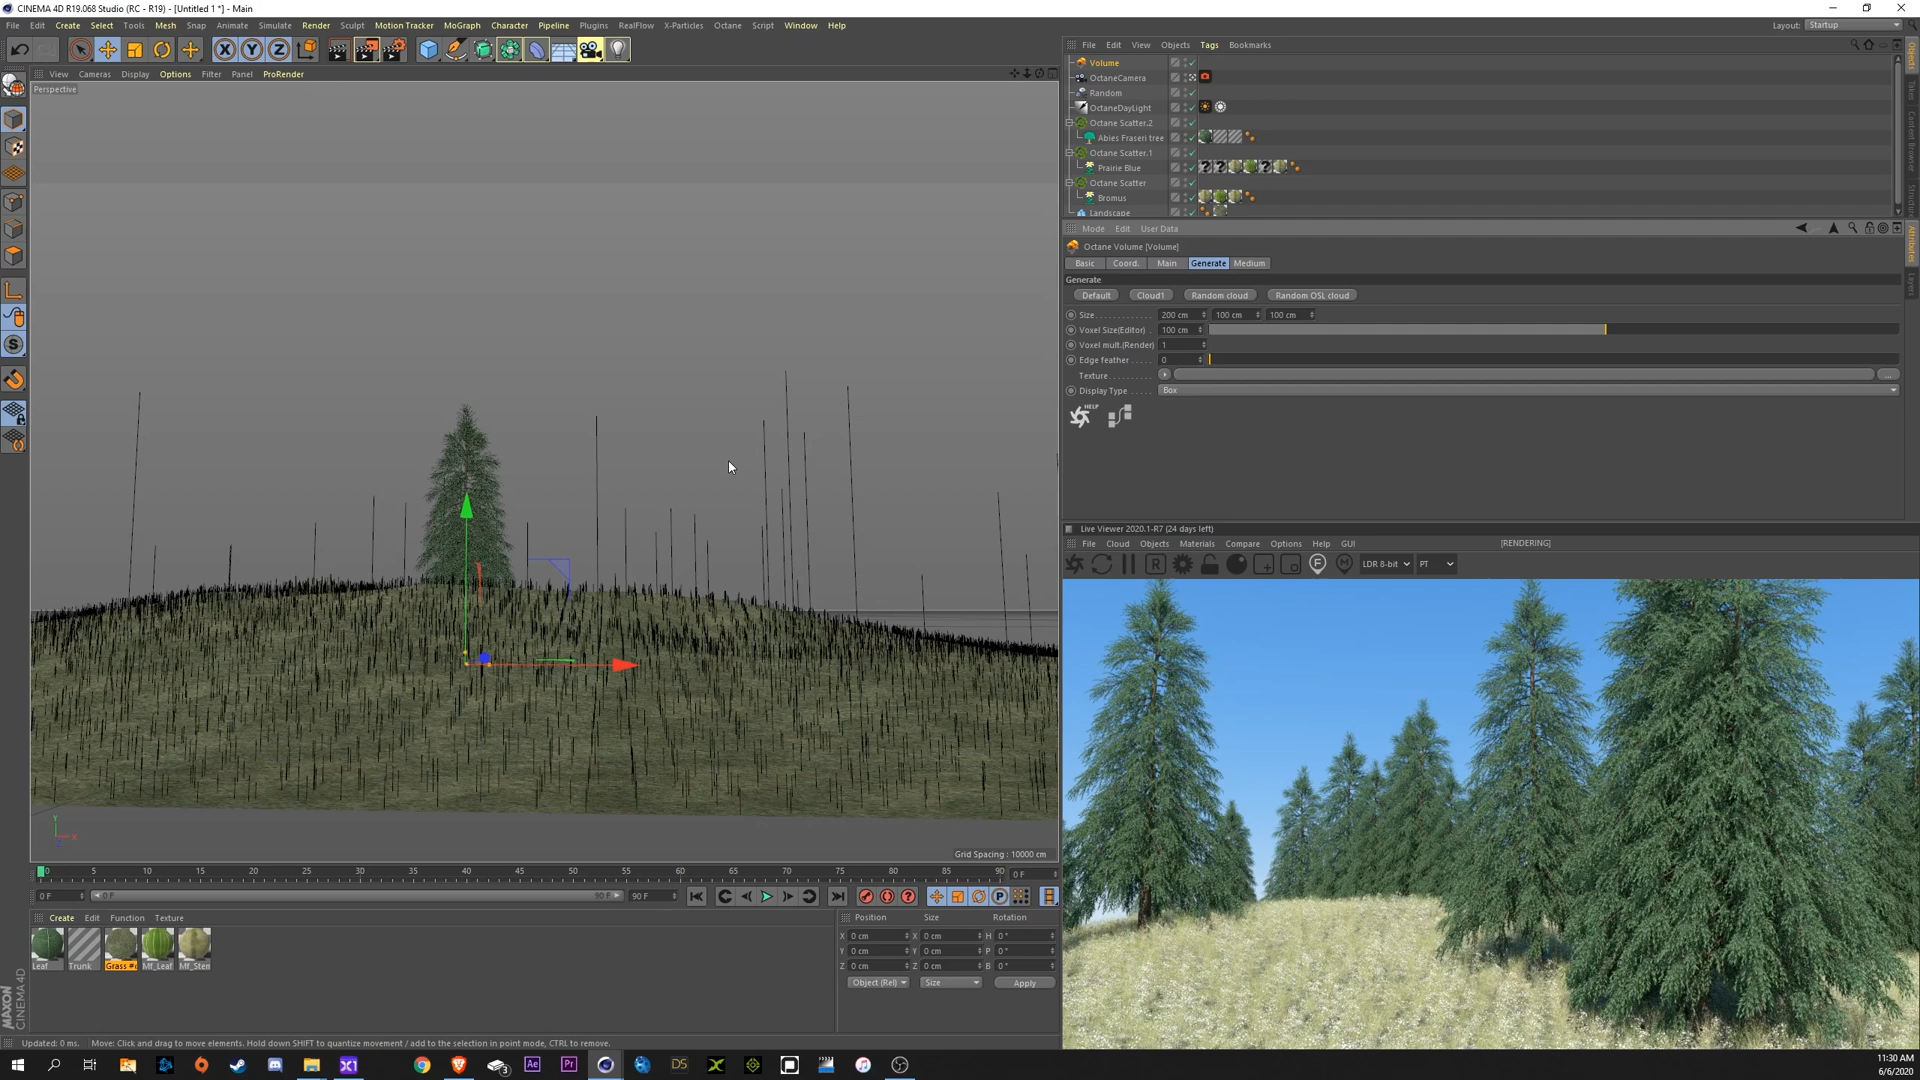 CINEMA 4D R19.068 Studio (RC - R19) - [Untitled 1 *] - Main
File Edit Create Select Tools Mesh Snap Animate Simulate Render Sculpt Motion Tracker MoGraph Character Pipeline Plugins RealFlow X-Particles Octane Script Window Help
Layout: Startup
View Cameras Display Options Filter Panel ProRender
Perspective
Grid Spacing : 10000 cm
0 5 10 15 20 25 30 35 40 45 50 55 60 65 70 75 80 85 90 0 F
0 F 0 F 90 F 90 F
Create Edit Function Texture
Leaf Trunk Grass Mf_Leaf Mf_Stem
Position Size Rotation
X 0 cm X 0 cm H 0 °
Y 0 cm Y 0 cm P 0 °
Z 0 cm Z 0 cm B 0 °
Object (Rel) Size Apply
MAXON
CINEMA 4D
Updated: 0 ms. Move: Click and drag to move elements. Hold down SHIFT to quantize movement / add to the selection in point mode, CTRL to remove.
File Edit View Objects Tags Bookmarks
Volume
OctaneCamera
Random
OctaneDayLight
Octane Scatter.2
Abies Fraseri tree
Octane Scatter.1
Prairie Blue
Octane Scatter
Bromus
Landscape
Objects
Takes
Content Browser
Structure
Attributes
Layers
Mode Edit User Data
Octane Volume [Volume]
Basic Coord. Main Generate Medium
Generate
Default Cloud1 Random cloud Random OSL cloud
Size 200 cm 100 cm 100 cm
Voxel Size(Editor) 100 cm
Voxel mult.(Render) 1
Edge feather 0
Texture ...
Display Type Box
HELP
Live Viewer 2020.1-R7 (24 days left)
File Cloud Objects Materials Compare Options Help GUI [RENDERING]
LDR 8-bit PT
11:30 AM
6/6/2020